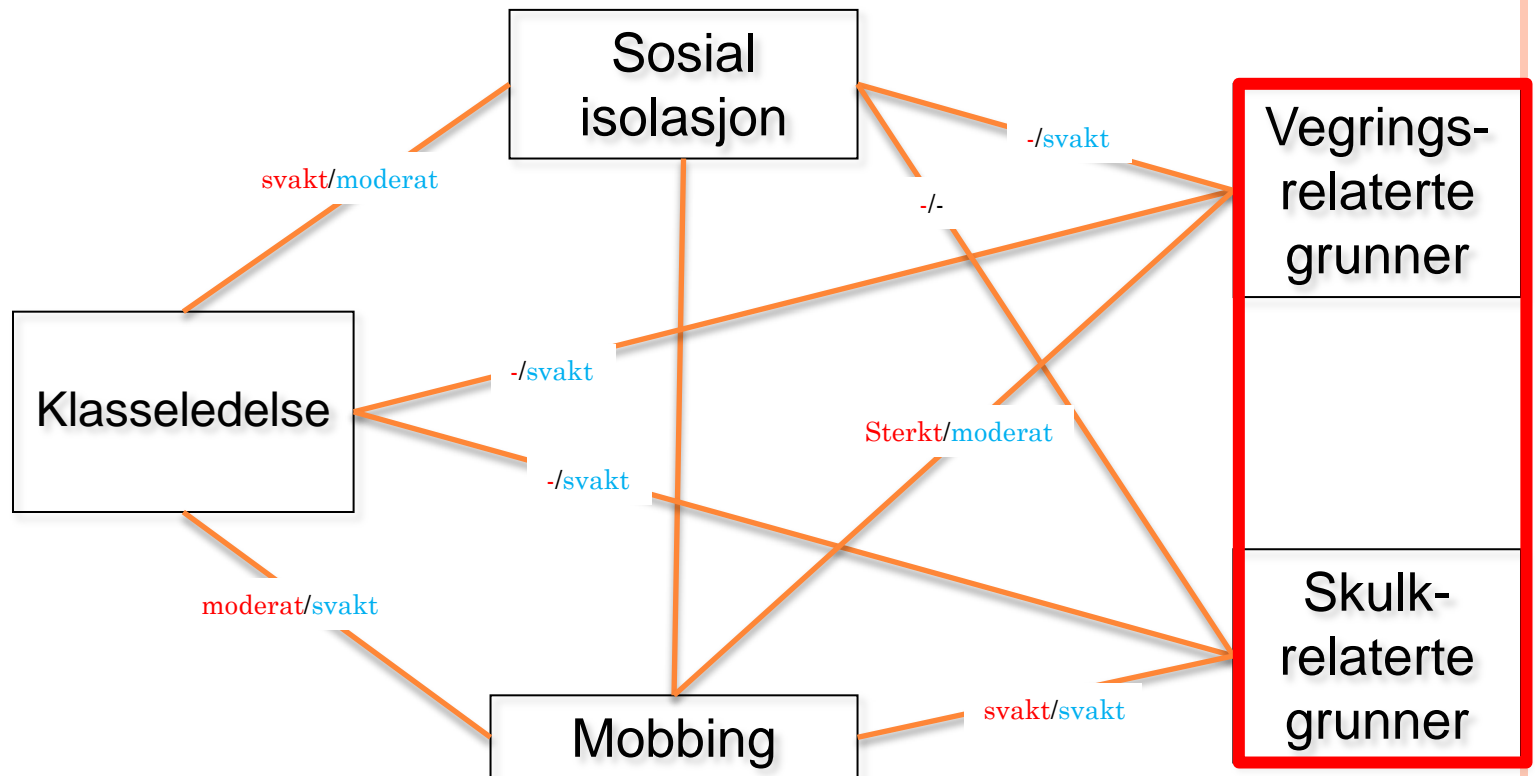 Sosial
isolasjon
Vegrings-
relaterte
grunner
-/svakt
svakt/moderat
-/-
-/svakt
Klasseledelse
Sterkt/moderat
-/svakt
moderat/svakt
Skulk-
relaterte
grunner
svakt/svakt
Mobbing